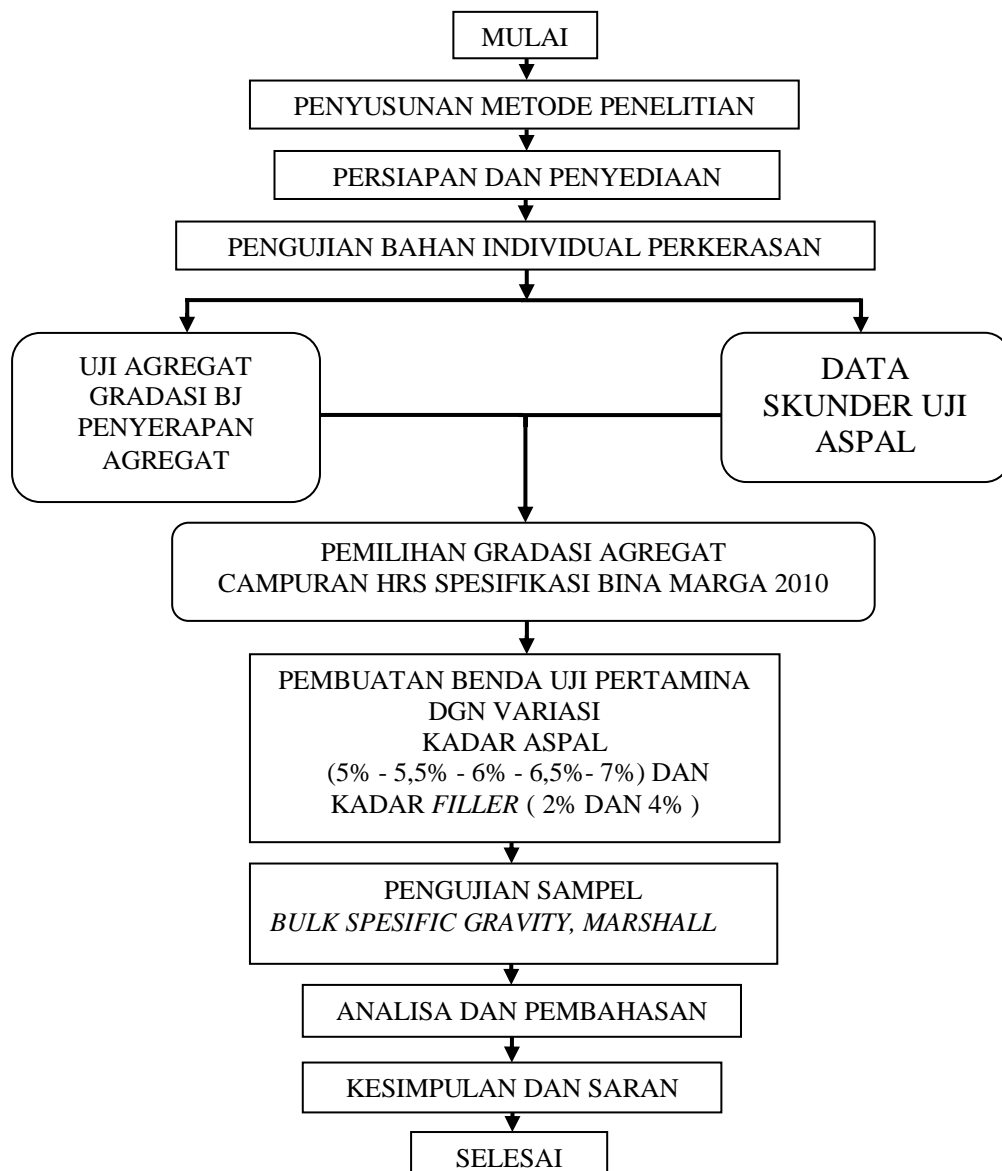 MULAI
PENYUSUNAN METODE PENELITIAN
PERSIAPAN DAN PENYEDIAAN
PENGUJIAN BAHAN INDIVIDUAL PERKERASAN
UJI AGREGAT
GRADASI BJ
PENYERAPAN
AGREGAT
DATA
SKUNDER UJI
ASPAL
PEMILIHAN GRADASI AGREGAT
CAMPURAN HRS SPESIFIKASI BINA MARGA 2010
PEMBUATAN BENDA UJI PERTAMINA
DGN VARIASI
KADAR ASPAL
(5% - 5,5% - 6% - 6,5%- 7%) DAN
KADAR FILLER ( 2% DAN 4% )
PENGUJIAN SAMPEL
BULK SPESIFIC GRAVITY, MARSHALL
ANALISA DAN PEMBAHASAN
KESIMPULAN DAN SARAN
SELESAI